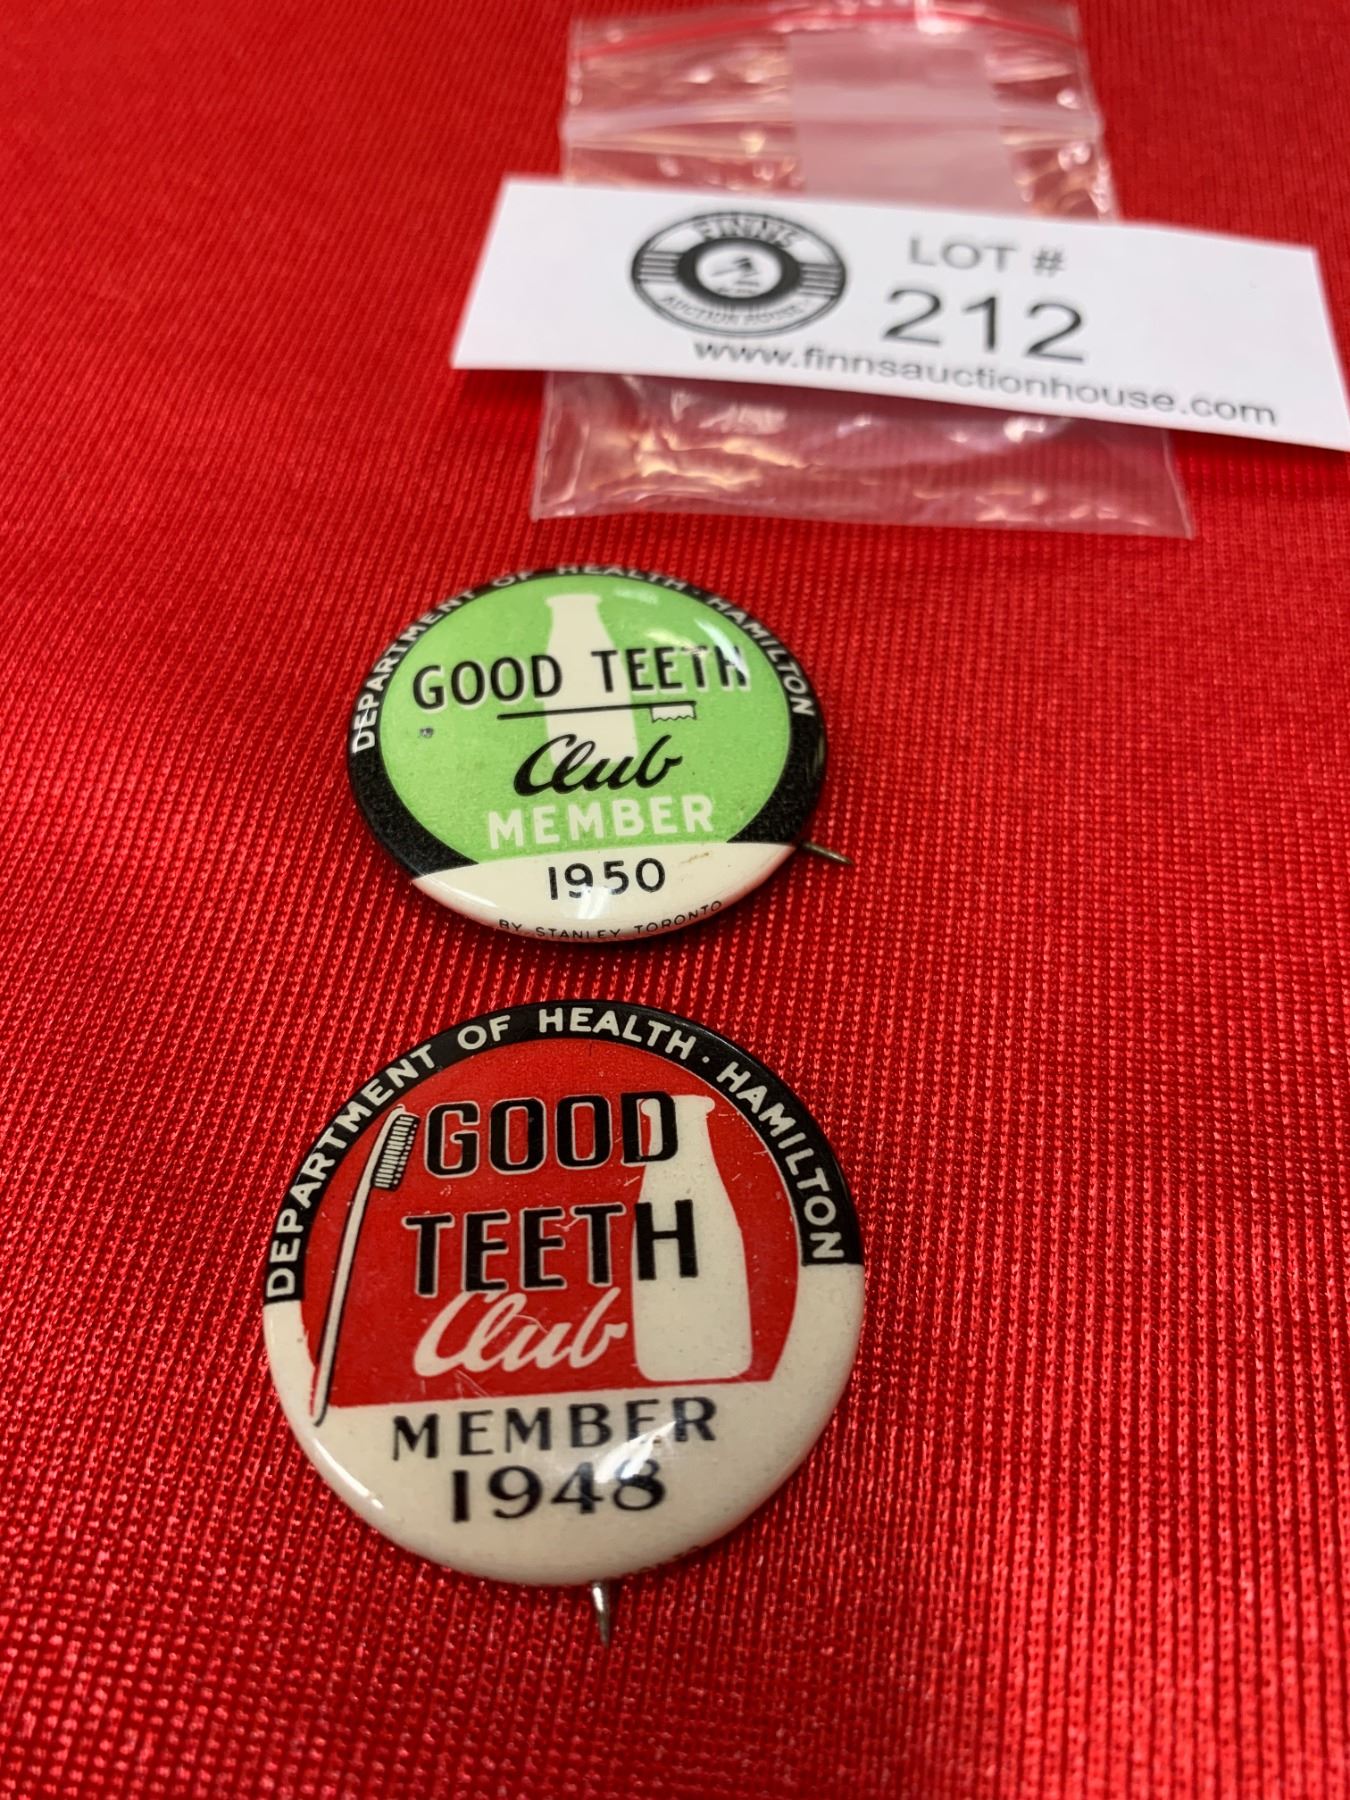 FINNS
AUCTION HOUSE
LOT #
212
www.finnsauctionhouse.com
DEPARTMENT OF HEALTH · HAMILTON
GOOD TEETH
Club
MEMBER
1950
BY STANLEY TORONTO
DEPARTMENT OF HEALTH · HAMILTON
GOOD
TEETH
Club
MEMBER
1948